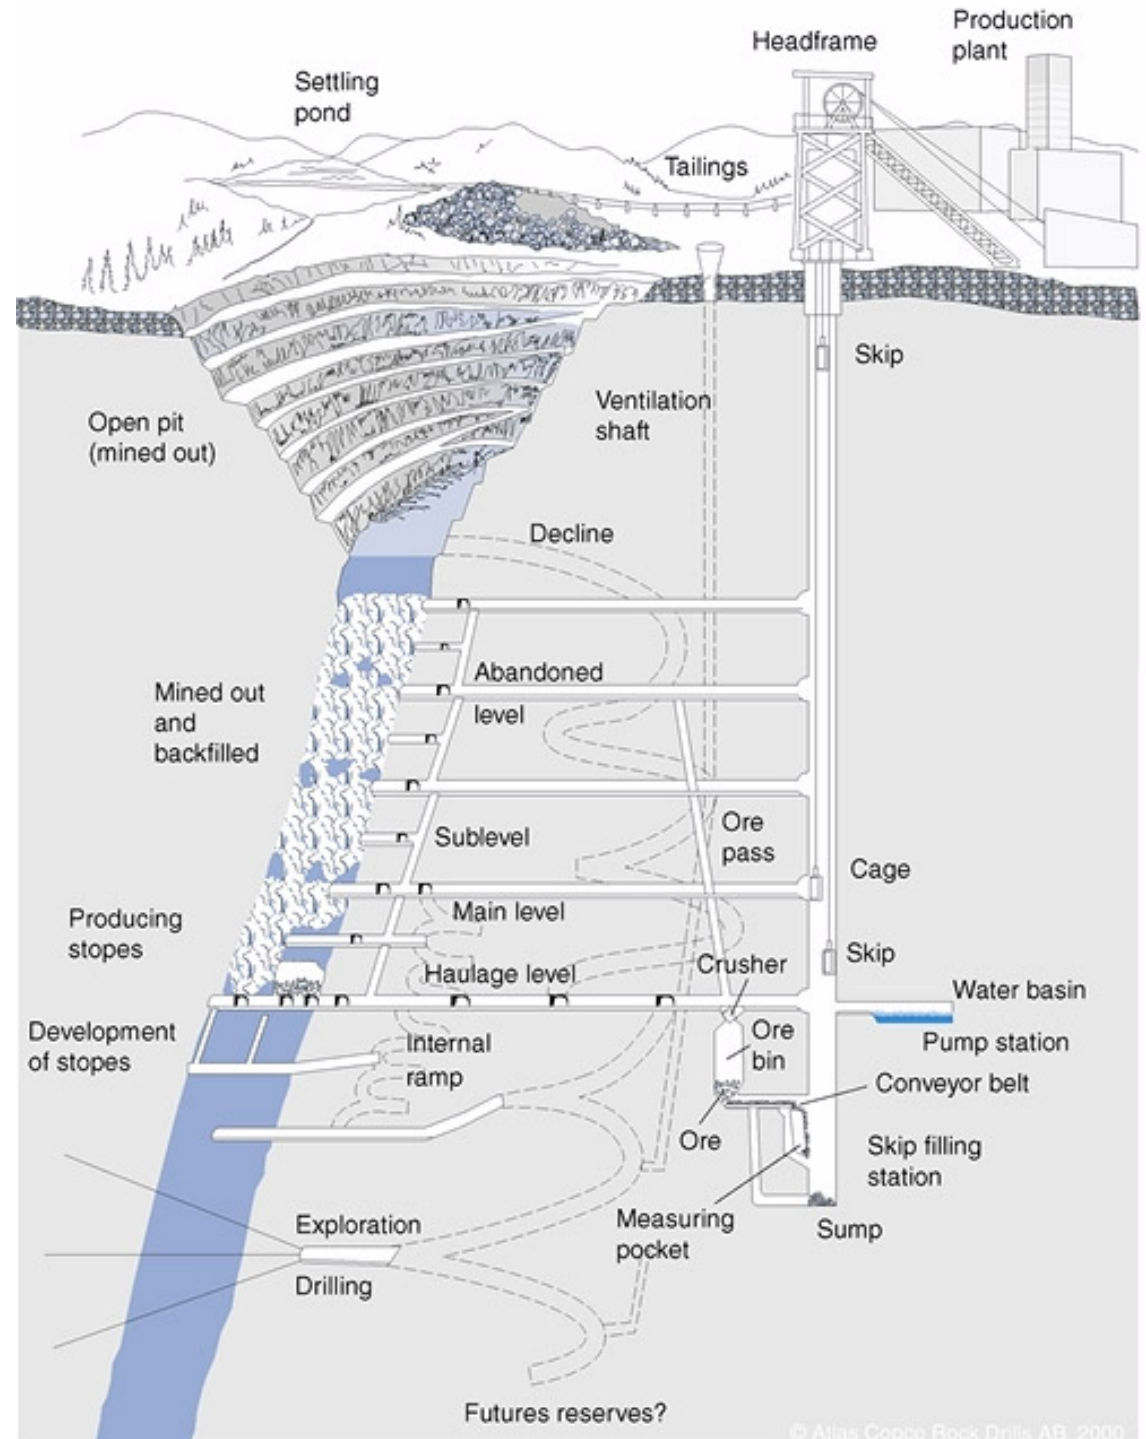 Production
plant
Headframe
Settling
pond
Tailings
Skip
Ventilation
shaft
Open pit
(mined out)
Decline
Abandoned
level
Mined out
and
backfilled
Ore
pass
Sublevel
Cage
Main level
Producing
stopes
Skip
Crusher
Haulage level
Water basin
Development
of stopes
Ore
bin
Internal
ramp
Pump station
Conveyor belt
Ore
Skip filling
station
Measuring
pocket
Sump
Exploration
Drilling
Futures reserves?
© Atlas Copco Rock Drills AB, 2000